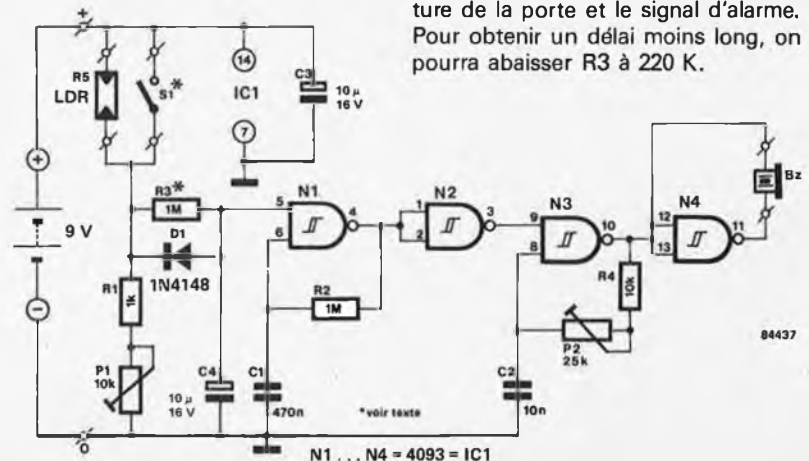 ture de la porte et le signal d'alarme.
Pour obtenir un délai moins long, on
pourra abaisser R3 à 220 K.
+
R5
LDR
S1*
14
IC1
7
C3
10 µ
16 V
9 V
R3*
1M
D1
1N4148
R1
1k
P1
10k
C4
10 µ
16 V
N1
5
6
4
R2
1M
C1
470n
N2
1
2
3
N3
9
8
10
R4
10k
P2
25k
C2
10n
N4
12
13
11
Bz
84437
*voir texte
0
N1 . . . N4 = 4093 = IC1